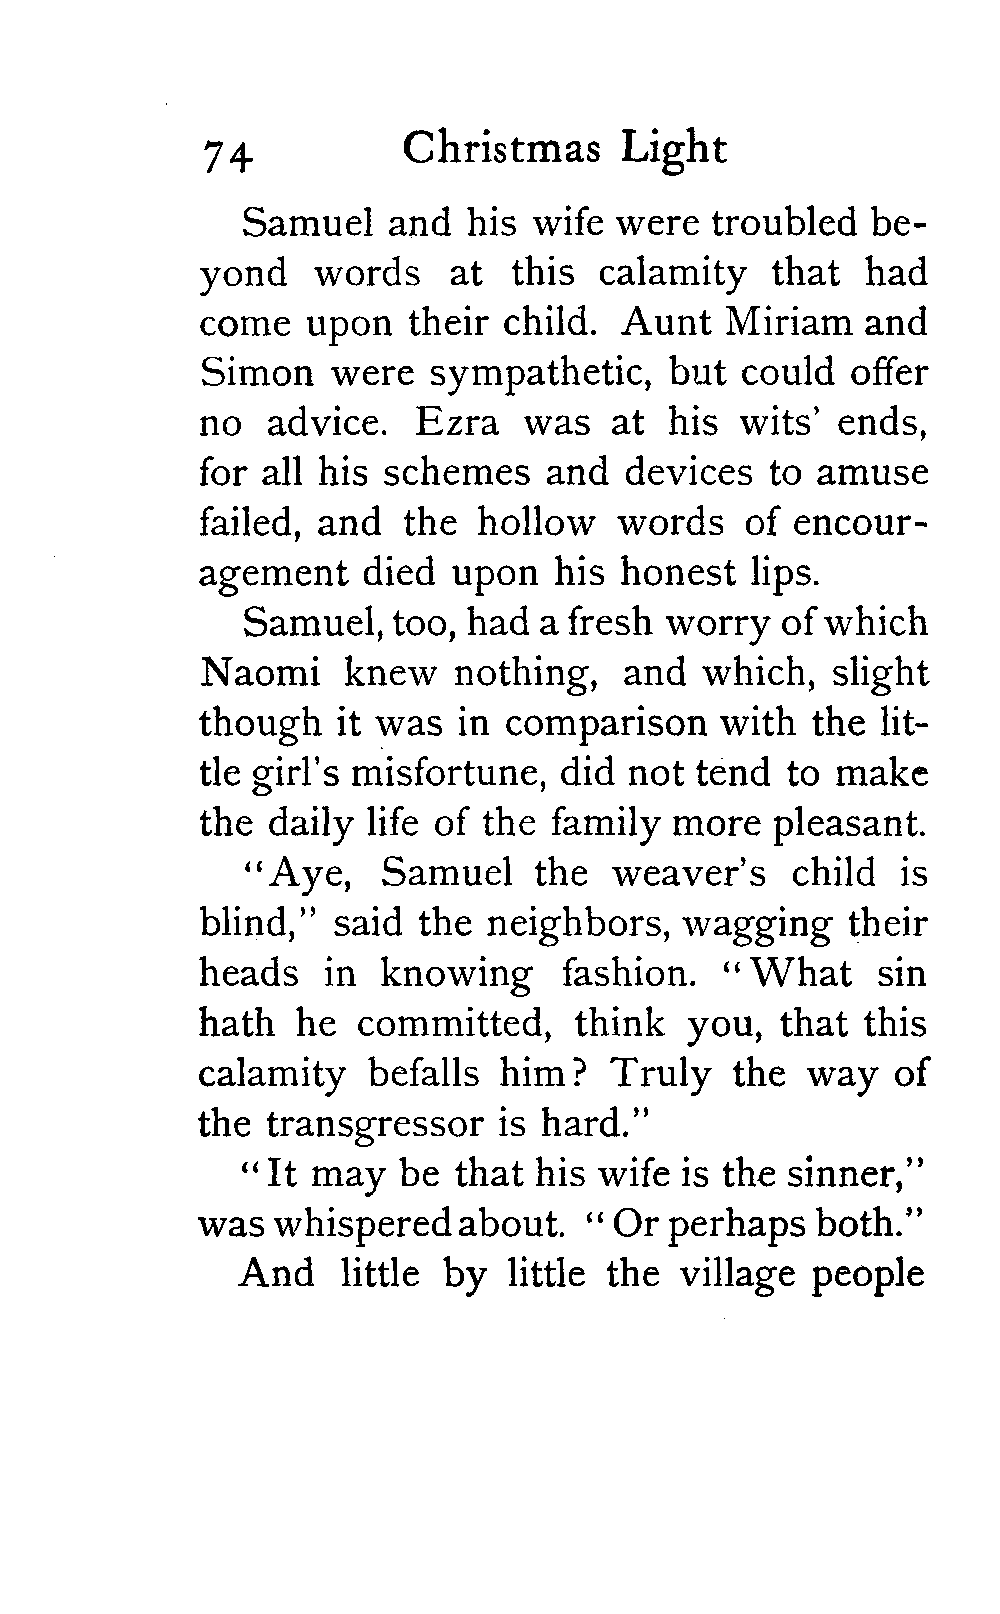 74 Christmas Light
Samuel and his wife were troubled be-
yond words at this calamity that had
come upon their child. Aunt Miriam and
Simon were sympathetic, but could offer
no advice. Ezra was at his wits' ends,
for all his schemes and devices to amuse
failed, and the hollow words of encour-
agement died upon his honest lips.
Samuel, too, had a fresh worry of which
Naomi knew nothing, and which, slight
though it was in comparison with the lit-
tle girl's misfortune, did not tend to make
the daily life of the family more pleasant.
"Aye, Samuel the weaver's child is
blind," said the neighbors, wagging their
heads in knowing fashion. "What sin
hath he committed, think you, that this
calamity befalls him? Truly the way of
the transgressor is hard."
"It may be that his wife is the sinner,"
was whispered about. "Or perhaps both."
And little by little the village people